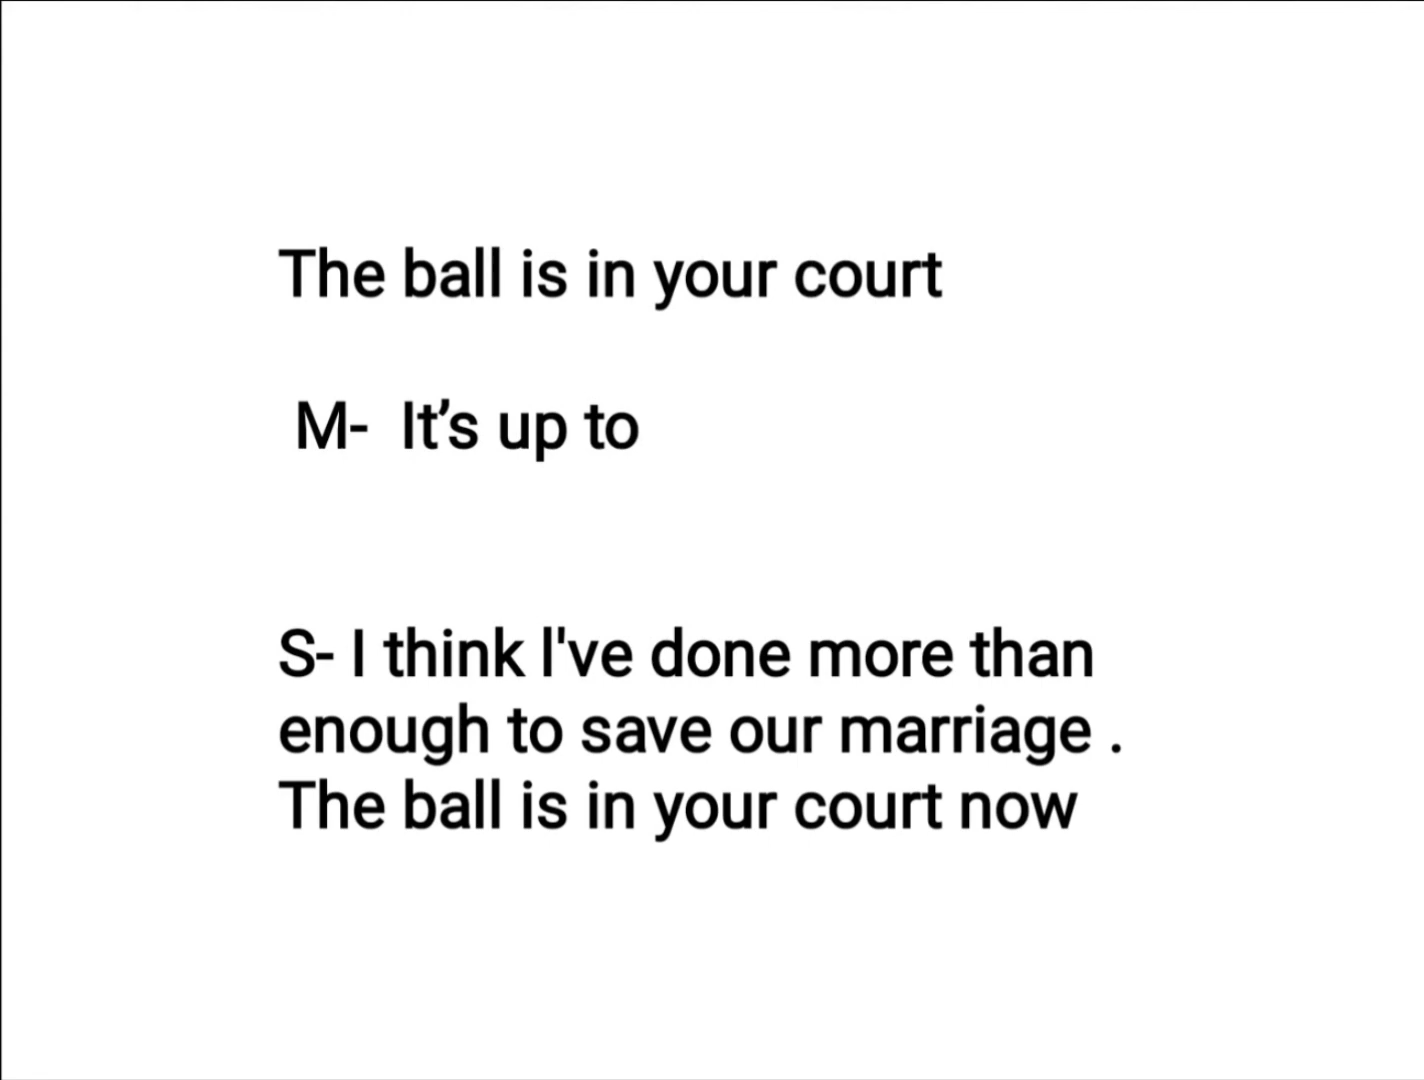 The ball is in your court
M- It’s up to
S- I think I've done more than
enough to save our marriage .
The ball is in your court now